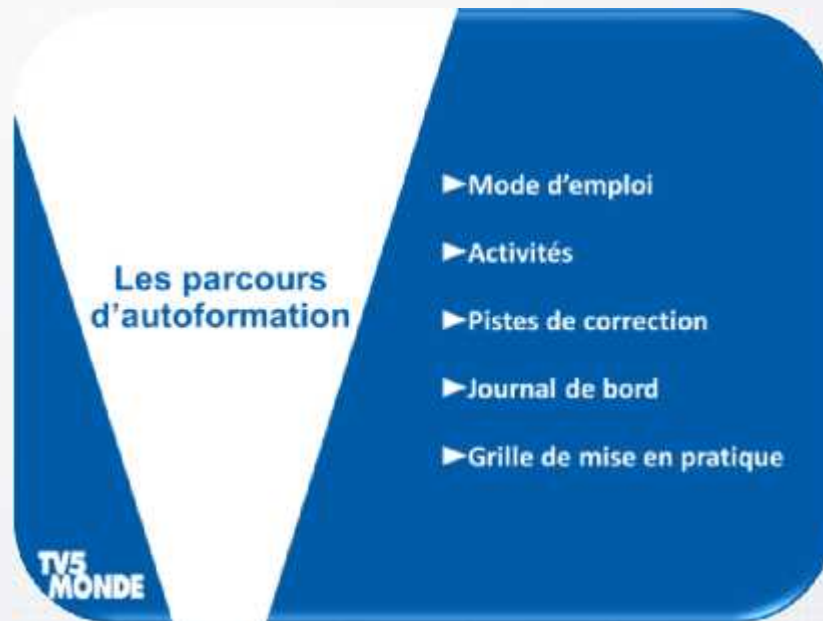 Les parcours
d'autoformation
►Mode d'emploi
►Activités
►Pistes de correction
►Journal de bord
►Grille de mise en pratique
TV5
MONDE